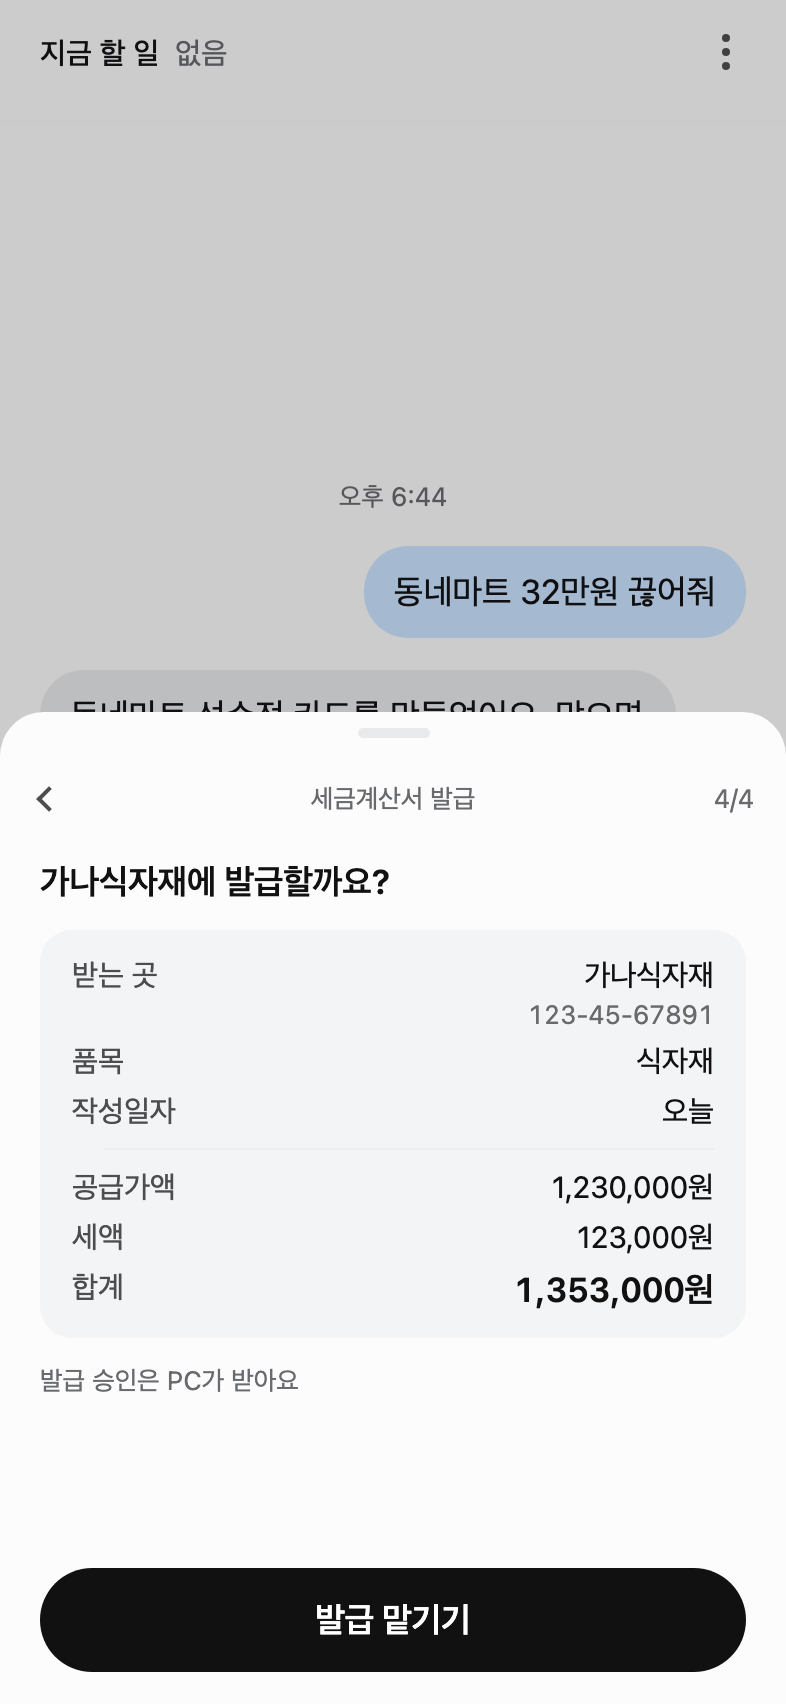 지금 할 일 없음
오후 6:44
동네마트 32만원 끊어줘
세금계산서 발급
4/4
가나식자재에 발급할까요?
받는 곳 가나식자재
123-45-67891
품목 식자재
작성일자 오늘
공급가액 1,230,000원
세액 123,000원
합계 1,353,000원
발급 승인은 PC가 받아요
발급 맡기기